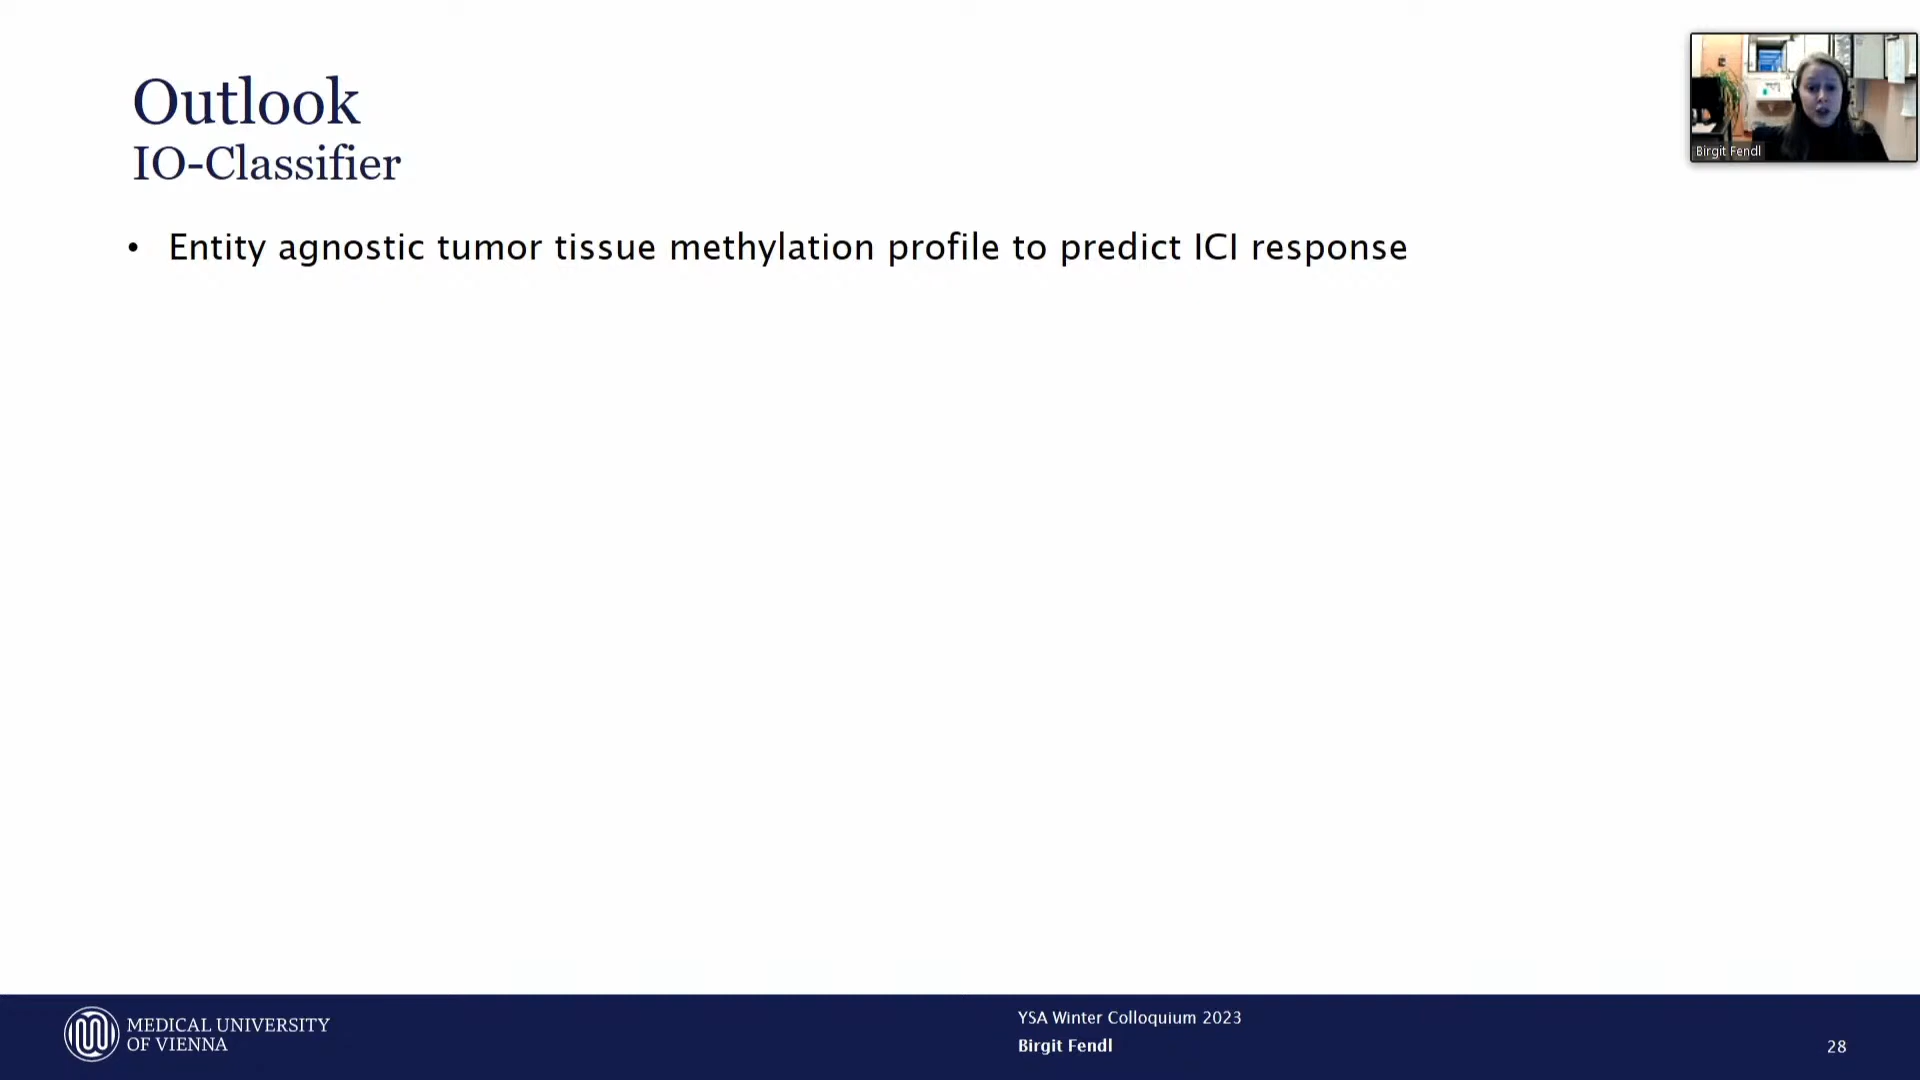 Outlook
IO-Classifier
• Entity agnostic tumor tissue methylation profile to predict ICI response
Birgit Fendl
MEDICAL UNIVERSITY
OF VIENNA
YSA Winter Colloquium 2023
Birgit Fendl
28